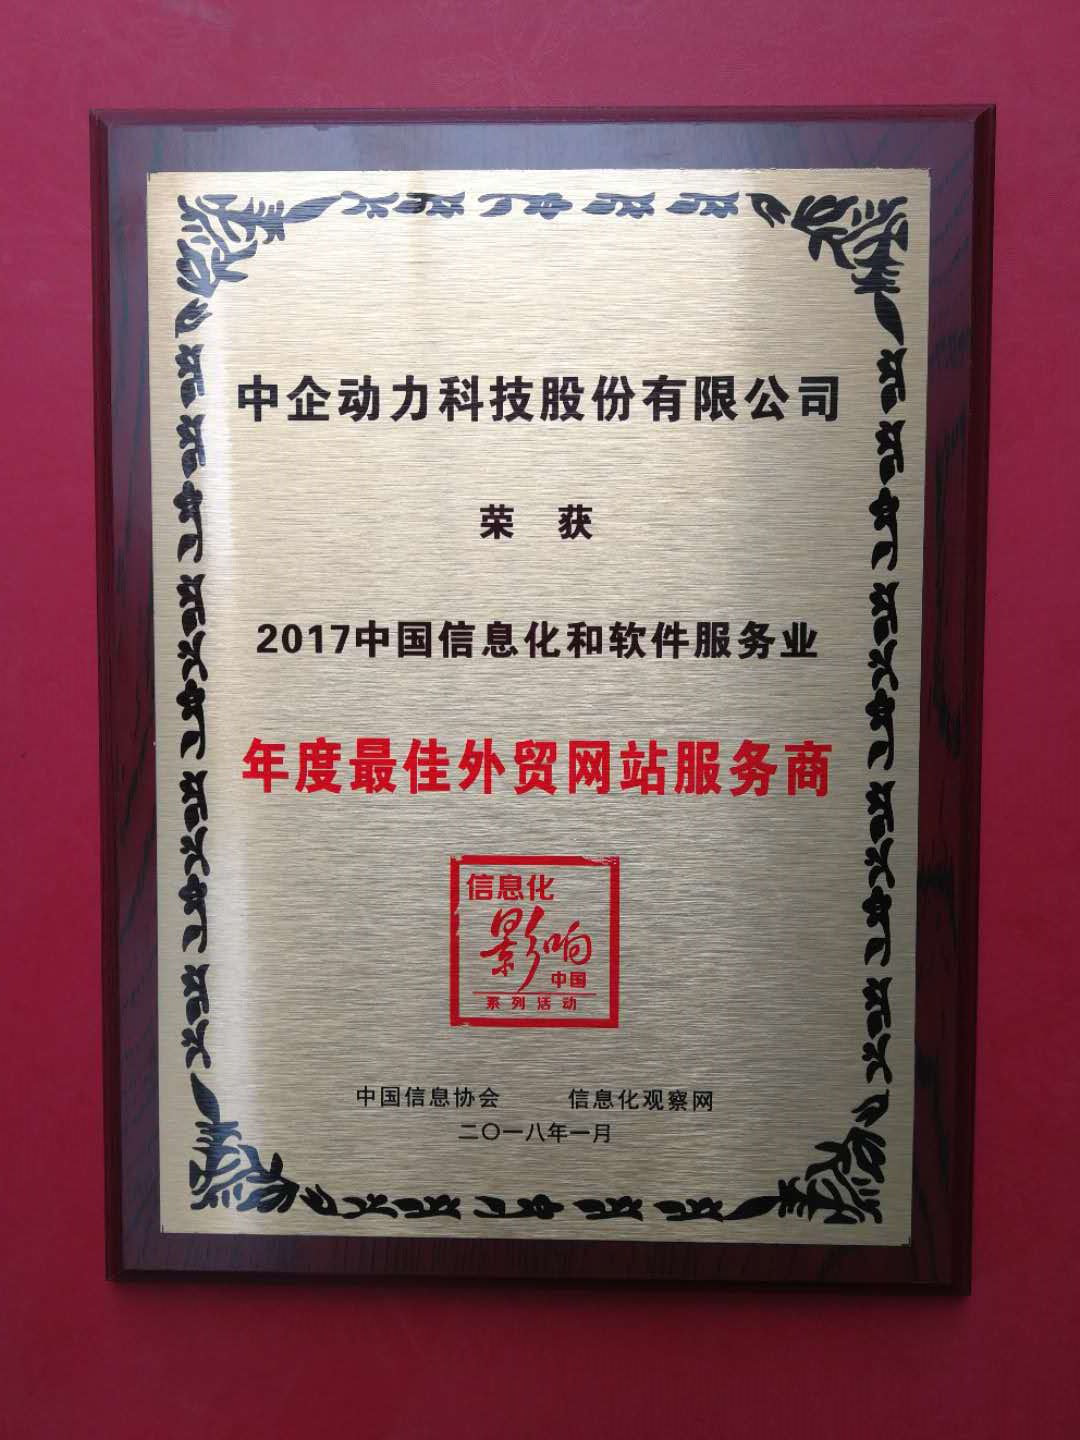 中企动力科技股份有限公司
荣 获
2017中国信息化和软件服务业
年度最佳外贸网站服务商
信息化
影响
中国
系列活动
中国信息协会 信息化观察网
二〇一八年一月